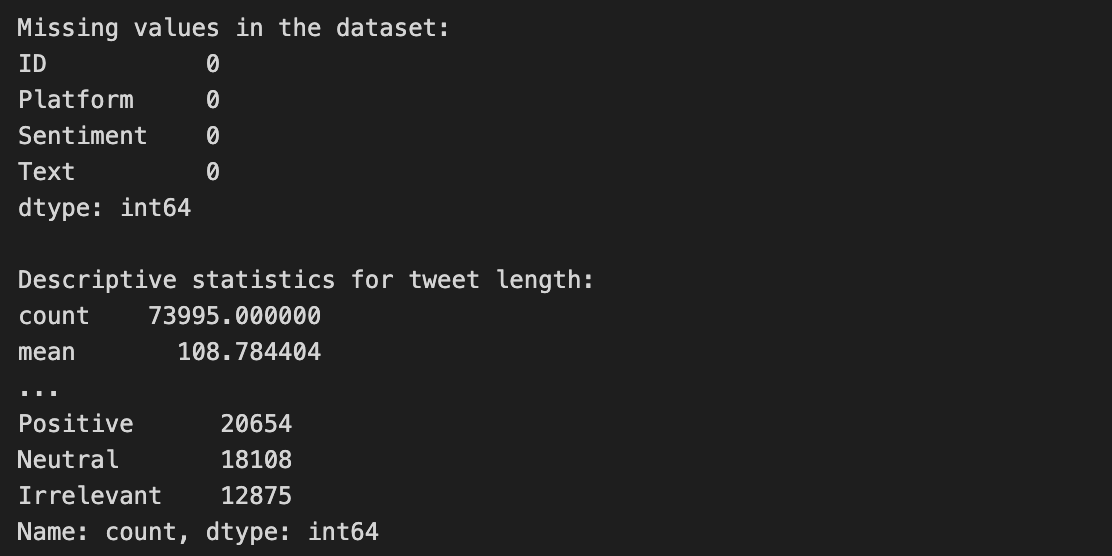 Missing values in the dataset:
ID           0
Platform     0
Sentiment    0
Text         0
dtype: int64

Descriptive statistics for tweet length:
count    73995.000000
mean       108.784404
...
Positive      20654
Neutral       18108
Irrelevant    12875
Name: count, dtype: int64